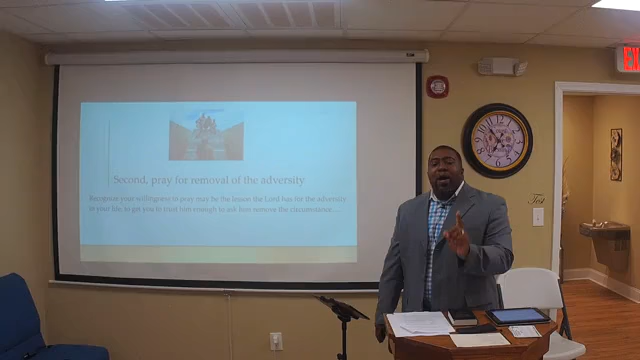 Second, pray for removal of the adversity
Recognize your willingness to pray may be the lesson the Lord has for the adversity
in your life, to get you to trust him enough to ask him remove the circumstance....
EX